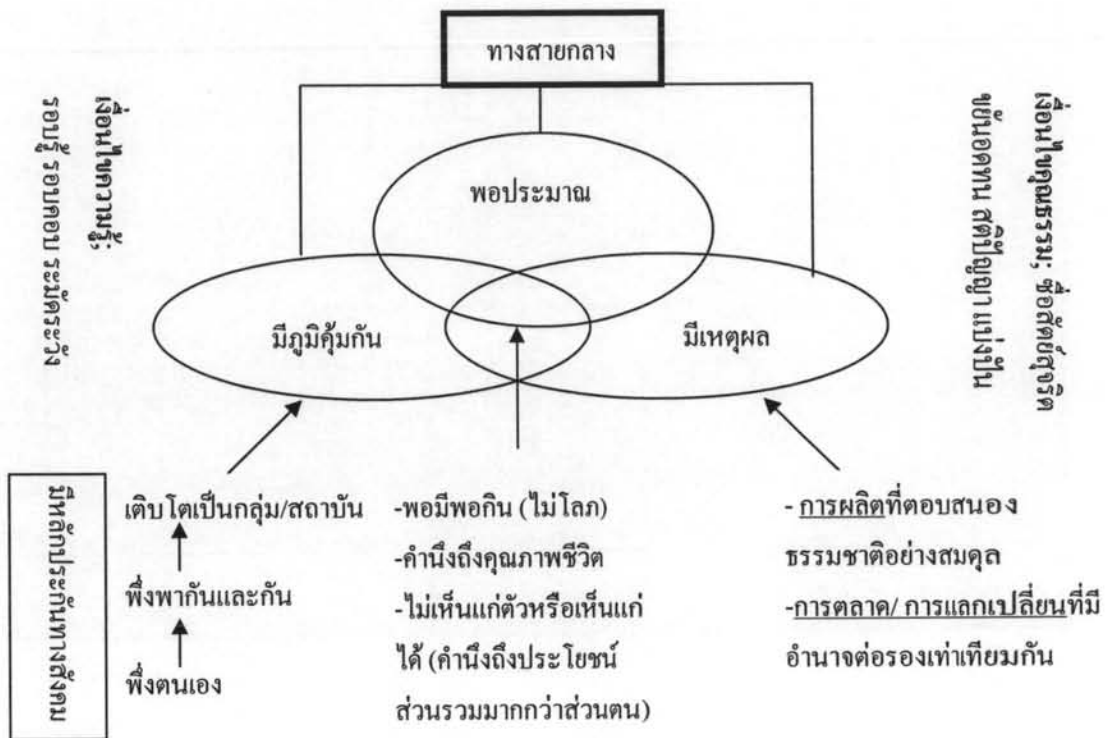 ทางสายกลาง
เงื่อนไขความรู้;
รอบรู้ รอบคอบ ระมัดระวัง
เงื่อนไขคุณธรรม; ซื่อสัตย์สุจริต
ขยันอดทน สติปัญญา แบ่งปัน
พอประมาณ
มีภูมิคุ้มกัน
มีเหตุผล
มีหลักประกันทางสังคม
เติบโตเป็นกลุ่ม/สถาบัน
พึ่งพากันและกัน
พึ่งตนเอง
-พอมีพอกิน (ไม่โลภ)
-คำนึงถึงคุณภาพชีวิต
-ไม่เห็นแก่ตัวหรือเห็นแก่
ได้ (คำนึงถึงประโยชน์
ส่วนรวมมากกว่าส่วนตน)
- การผลิตที่ตอบสนอง
ธรรมชาติอย่างสมดุล
-การตลาด/ การแลกเปลี่ยนที่มี
อำนาจต่อรองเท่าเทียมกัน